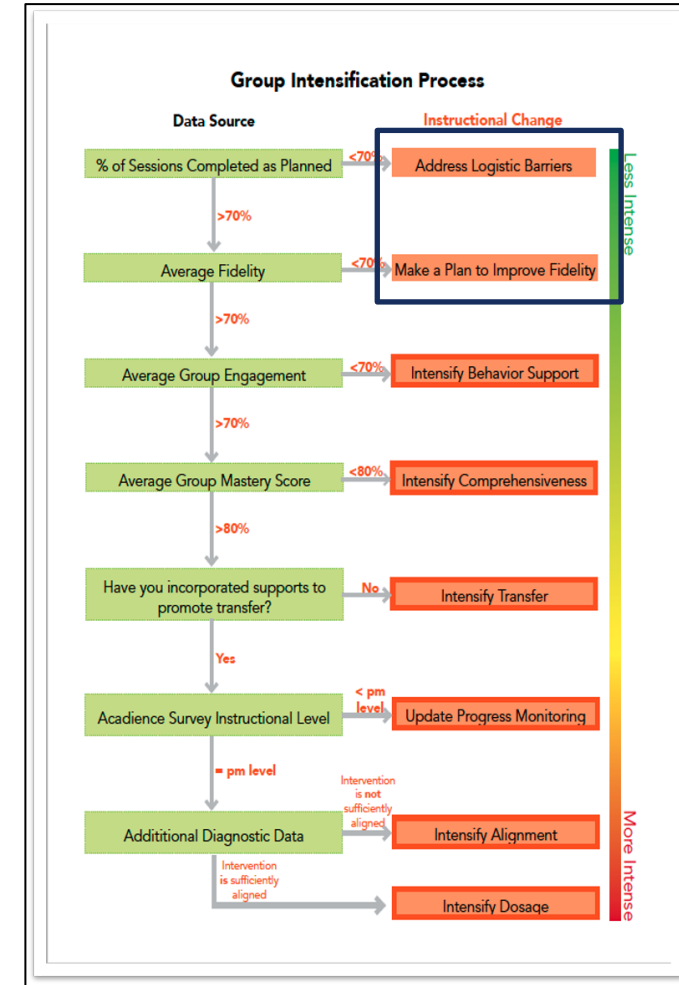 Group Intensification Process
Data Source
Instructional Change
% of Sessions Completed as Planned
<70%
Address Logistic Barriers
>70%
Average Fidelity
<70%
Make a Plan to Improve Fidelity
>70%
Average Group Engagement
<70%
Intensify Behavior Support
>70%
Average Group Mastery Score
<80%
Intensify Comprehensiveness
>80%
Have you incorporated supports to
promote transfer?
No
Intensify Transfer
Yes
Acadience Survey Instructional Level
< pm
level
Update Progress Monitoring
= pm level
Addititional Diagnostic Data
Intervention
is not
sufficiently
aligned
Intensify Alignment
Intervention
is sufficiently
aligned
Intensify Dosage
Less Intense
More Intense